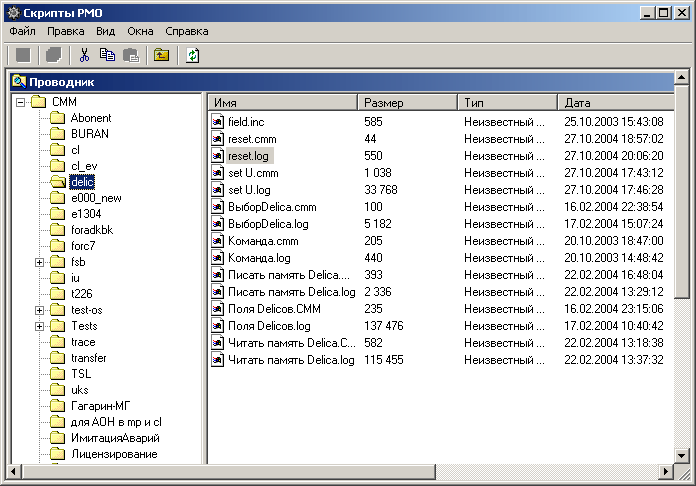 Скрипты РМО
Файл Правка Вид Окна Справка
Проводник
CMM
Abonent
BURAN
cl
cl_ev
delic
e000_new
e1304
foradkbk
forc7
fsb
iu
t226
test-os
Tests
trace
transfer
TSL
uks
Гагарин-МГ
для АОН в mp и cl
ИмитацияАварий
Лицензирование
Имя Размер Тип Дата
field.inc 585 Неизвестный ... 25.10.2003 15:43:08
reset.cmm 44 Неизвестный ... 27.10.2004 18:57:02
reset.log 550 Неизвестный ... 27.10.2004 20:06:20
set U.cmm 1 038 Неизвестный ... 27.10.2004 17:43:12
set U.log 33 768 Неизвестный ... 27.10.2004 17:46:28
ВыборDelica.cmm 100 Неизвестный ... 16.02.2004 22:38:54
ВыборDelica.log 5 182 Неизвестный ... 17.02.2004 15:07:24
Команда.cmm 205 Неизвестный ... 20.10.2003 18:47:00
Команда.log 440 Неизвестный ... 20.10.2003 14:48:42
Писать память Delica.... 393 Неизвестный ... 22.02.2004 16:48:04
Писать память Delica.log 2 336 Неизвестный ... 22.02.2004 13:29:12
Поля Delicов.CMM 235 Неизвестный ... 16.02.2004 23:15:06
Поля Delicов.log 137 476 Неизвестный ... 17.02.2004 10:40:42
Читать память Delica.C... 582 Неизвестный ... 22.02.2004 13:18:38
Читать память Delica.log 115 455 Неизвестный ... 22.02.2004 13:37:32